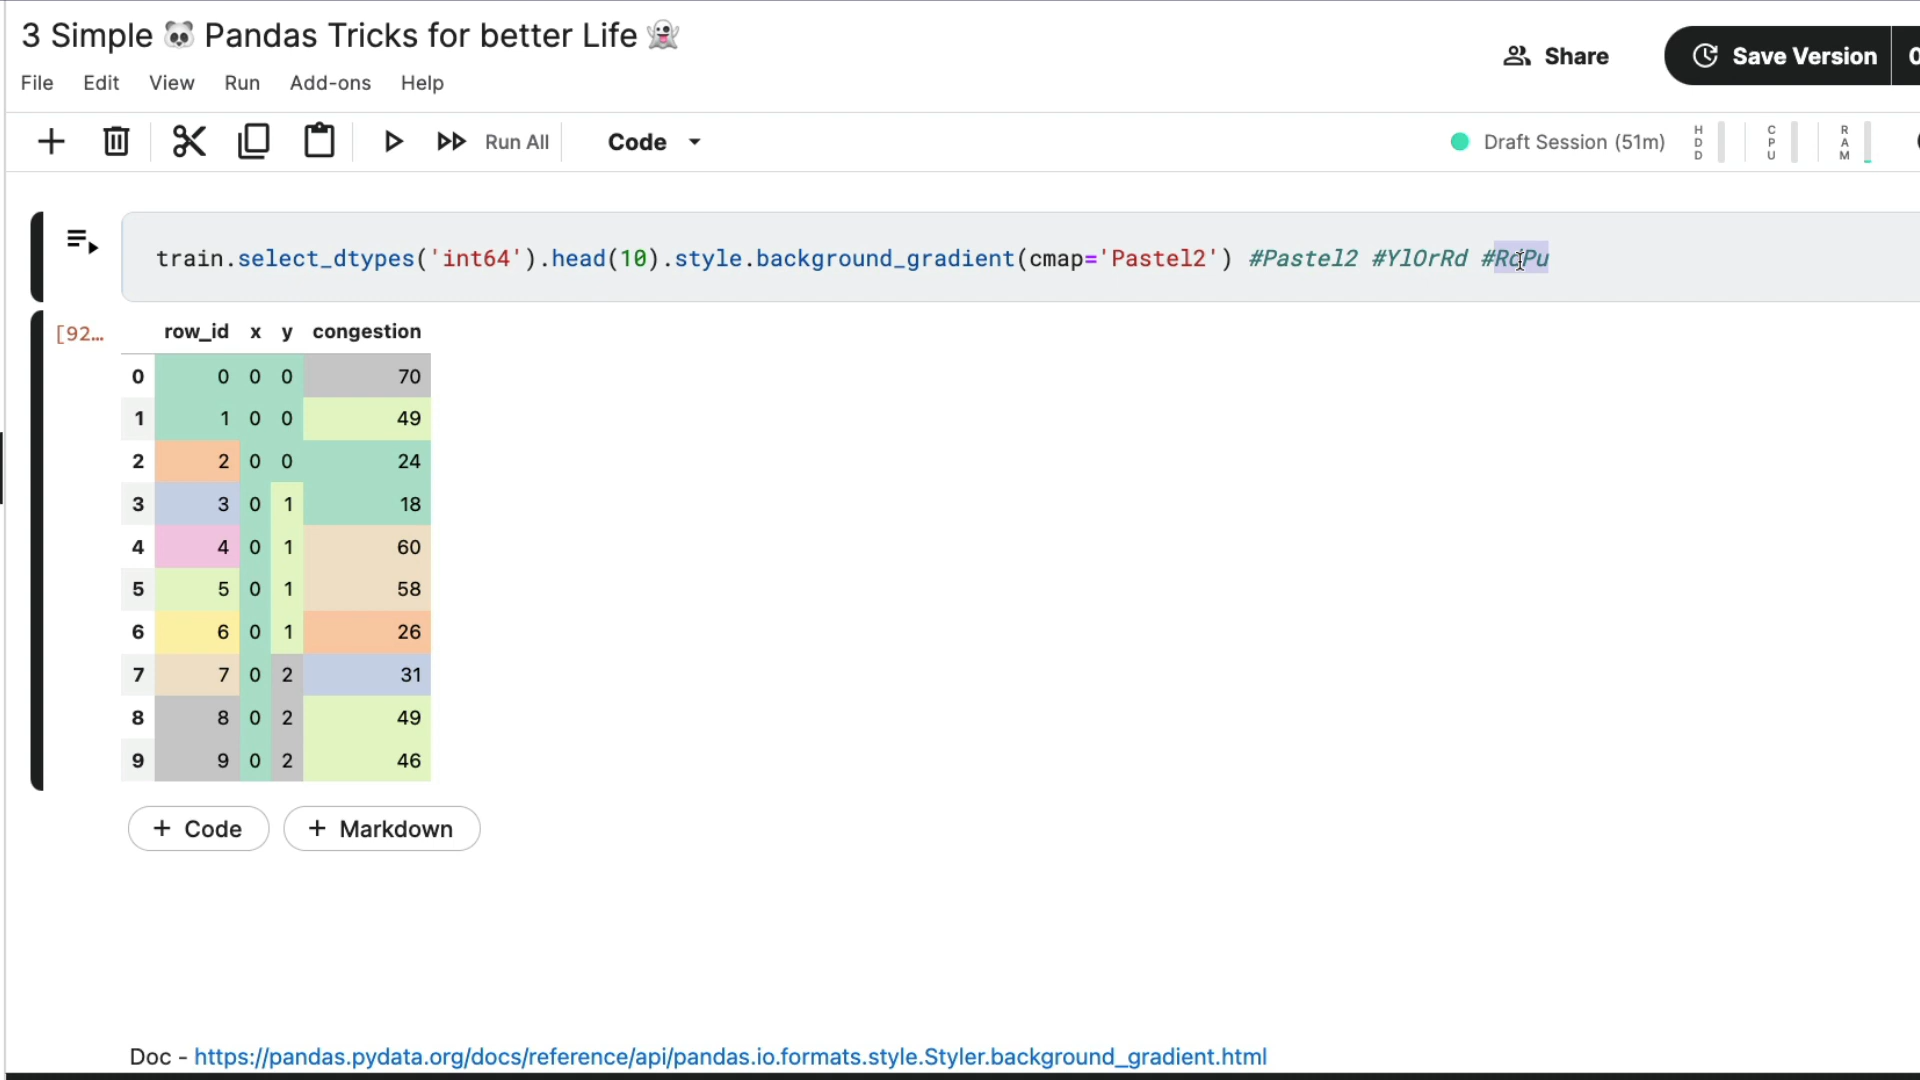 3 Simple 🐼 Pandas Tricks for better Life 👻
Share
Save Version
0
File Edit View Run Add-ons Help
Run All
Code
Draft Session (51m)
HDD
CPU
RAM
train.select_dtypes('int64').head(10).style.background_gradient(cmap='Pastel2') #Pastel2 #YlOrRd #RdPu
[92…
row_id x y congestion
0 0 0 0 70
1 1 0 0 49
2 2 0 0 24
3 3 0 1 18
4 4 0 1 60
5 5 0 1 58
6 6 0 1 26
7 7 0 2 31
8 8 0 2 49
9 9 0 2 46
+ Code + Markdown
Doc - https://pandas.pydata.org/docs/reference/api/pandas.io.formats.style.Styler.background_gradient.html